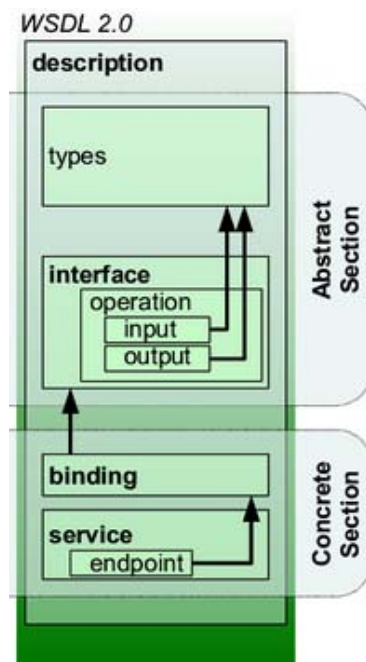 WSDL 2.0
description
types
interface
operation
input
output
binding
service
endpoint
Abstract
Section
Concrete
Section